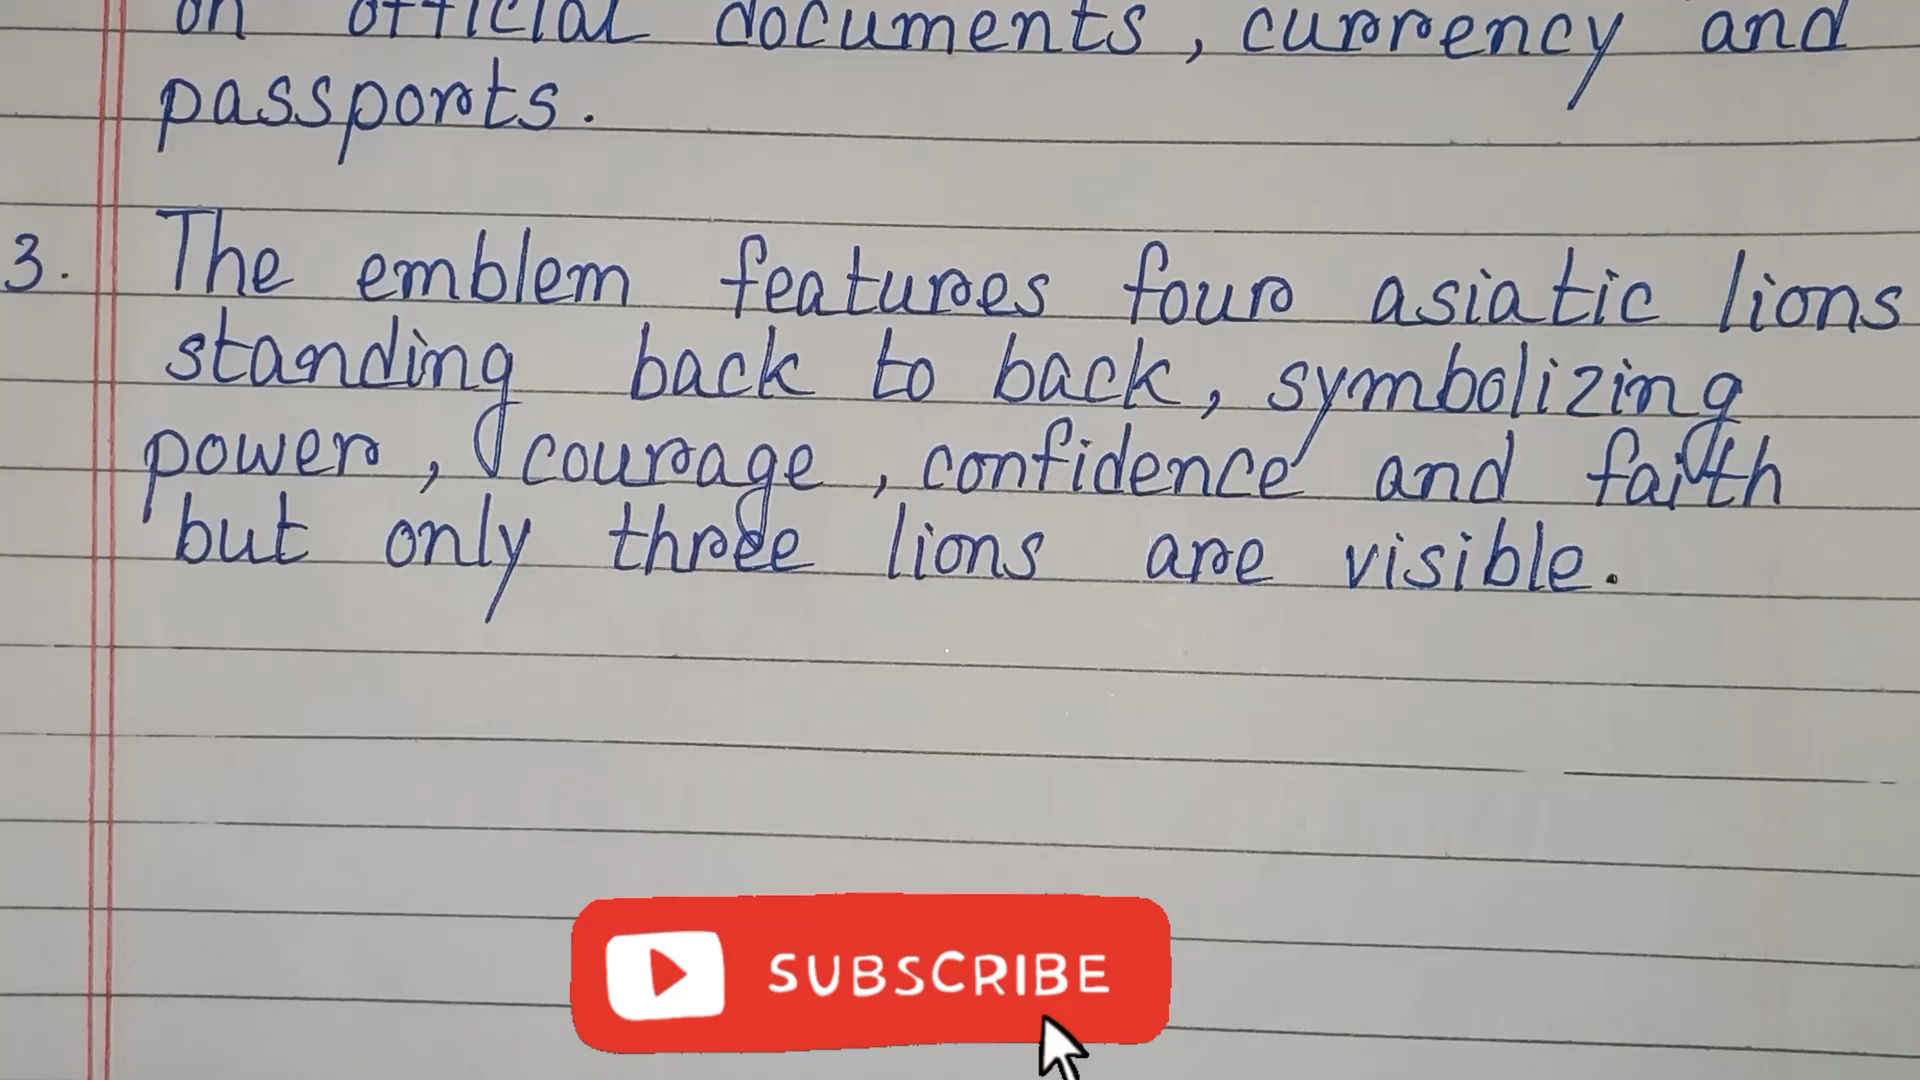 on official documents, currency and
passports.
3. The emblem features four asiatic lions
standing back to back, symbolizing
power, courage, confidence and faith
but only three lions are visible.
SUBSCRIBE